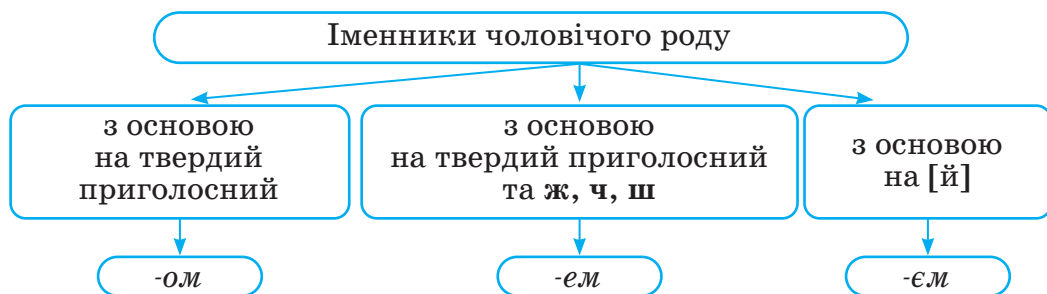 Іменники чоловічого роду
з основою
на твердий
приголосний
з основою
на твердий приголосний
та ж, ч, ш
з основою
на [й]
-ом
-ем
-єм